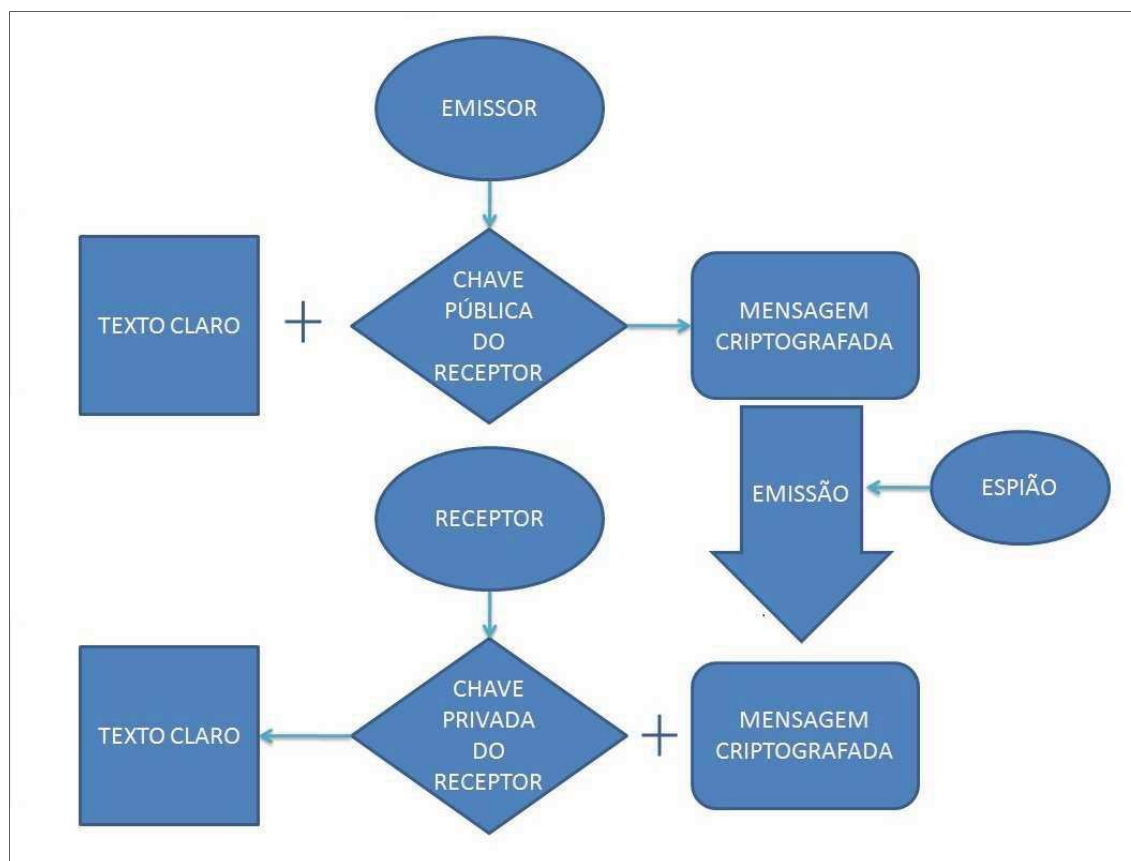 EMISSOR
TEXTO CLARO
+
CHAVE
PÚBLICA
DO
RECEPTOR
MENSAGEM
CRIPTOGRAFADA
EMISSÃO
ESPIÃO
RECEPTOR
TEXTO CLARO
CHAVE
PRIVADA
DO
RECEPTOR
+
MENSAGEM
CRIPTOGRAFADA